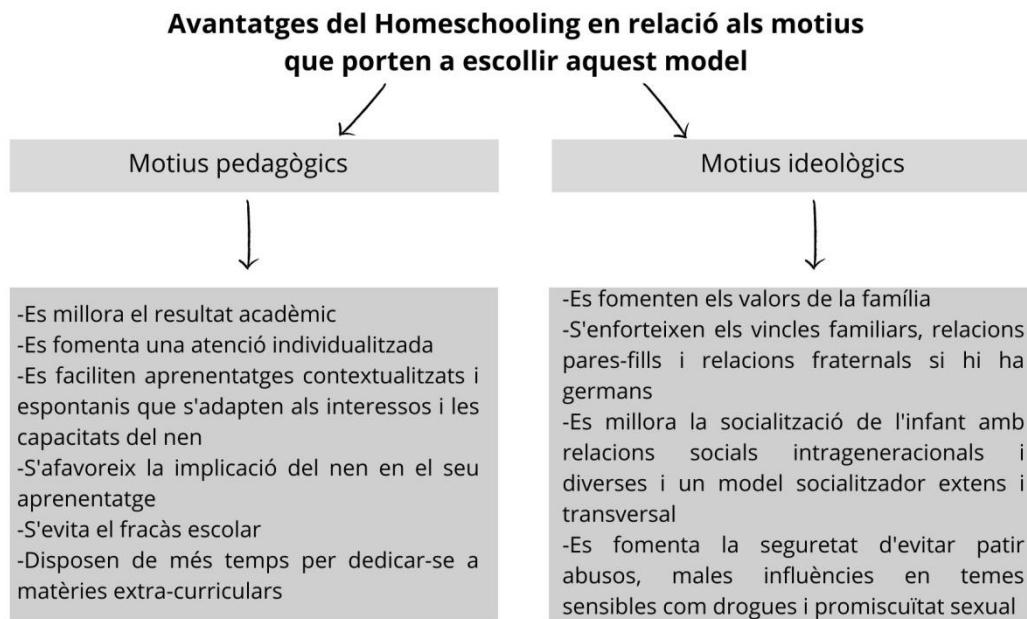 Avantatges del Homeschooling en relació als motius
que porten a escollir aquest model
Motius pedagògics
-Es millora el resultat acadèmic
-Es fomenta una atenció individualitzada
-Es faciliten aprenentatges contextualitzats i
espontanis que s'adapten als interessos i les
capacitats del nen
-S'afavoreix la implicació del nen en el seu
aprenentatge
-S'evita el fracàs escolar
-Disposen de més temps per dedicar-se a
matèries extra-curriculars
Motius ideològics
-Es fomenten els valors de la família
-S'enforteixen els vincles familiars, relacions
pares-fills i relacions fraternals si hi ha
germans
-Es millora la socialització de l'infant amb
relacions socials intrageneracionals i
diverses i un model socialitzador extens i
transversal
-Es fomenta la seguretat d'evitar patir
abusos, males influències en temes
sensibles com drogues i promiscuïtat sexual